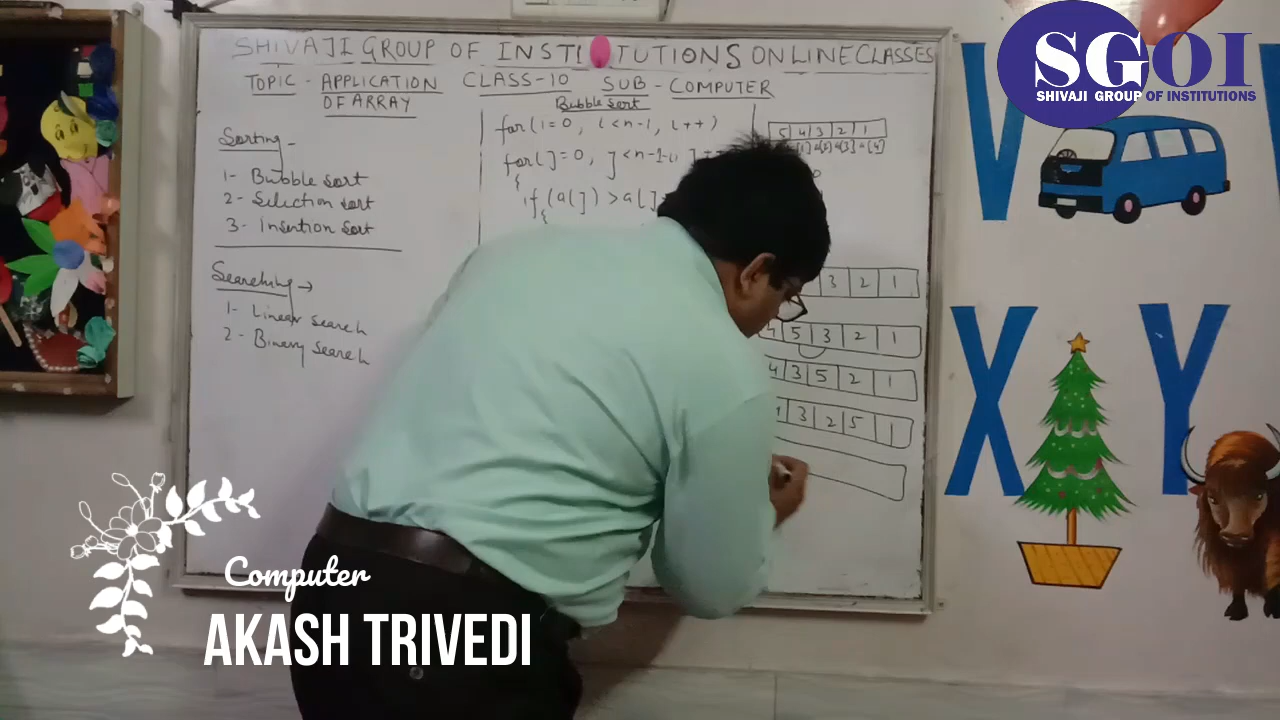 SHIVAJI GROUP OF INSTITUTIONS ONLINE CLASSES
TOPIC - APPLICATION OF ARRAY CLASS-10 SUB - COMPUTER
Sorting -
1- Bubble sort
2- Selection sort
3- Insertion sort
Searching →
1- Linear search
2- Binary search
Bubble sort
for(i=0, i<n-1, i++)
for(j=0, j<n-1-i, j+
{
if (a[j]) > a[j
{
5 4 3 2 1
3 2 1
4 5 3 2 1
4 3 5 2 1
3 2 5 1
SGOI
SHIVAJI GROUP OF INSTITUTIONS
V
X Y
Computer
AKASH TRIVEDI